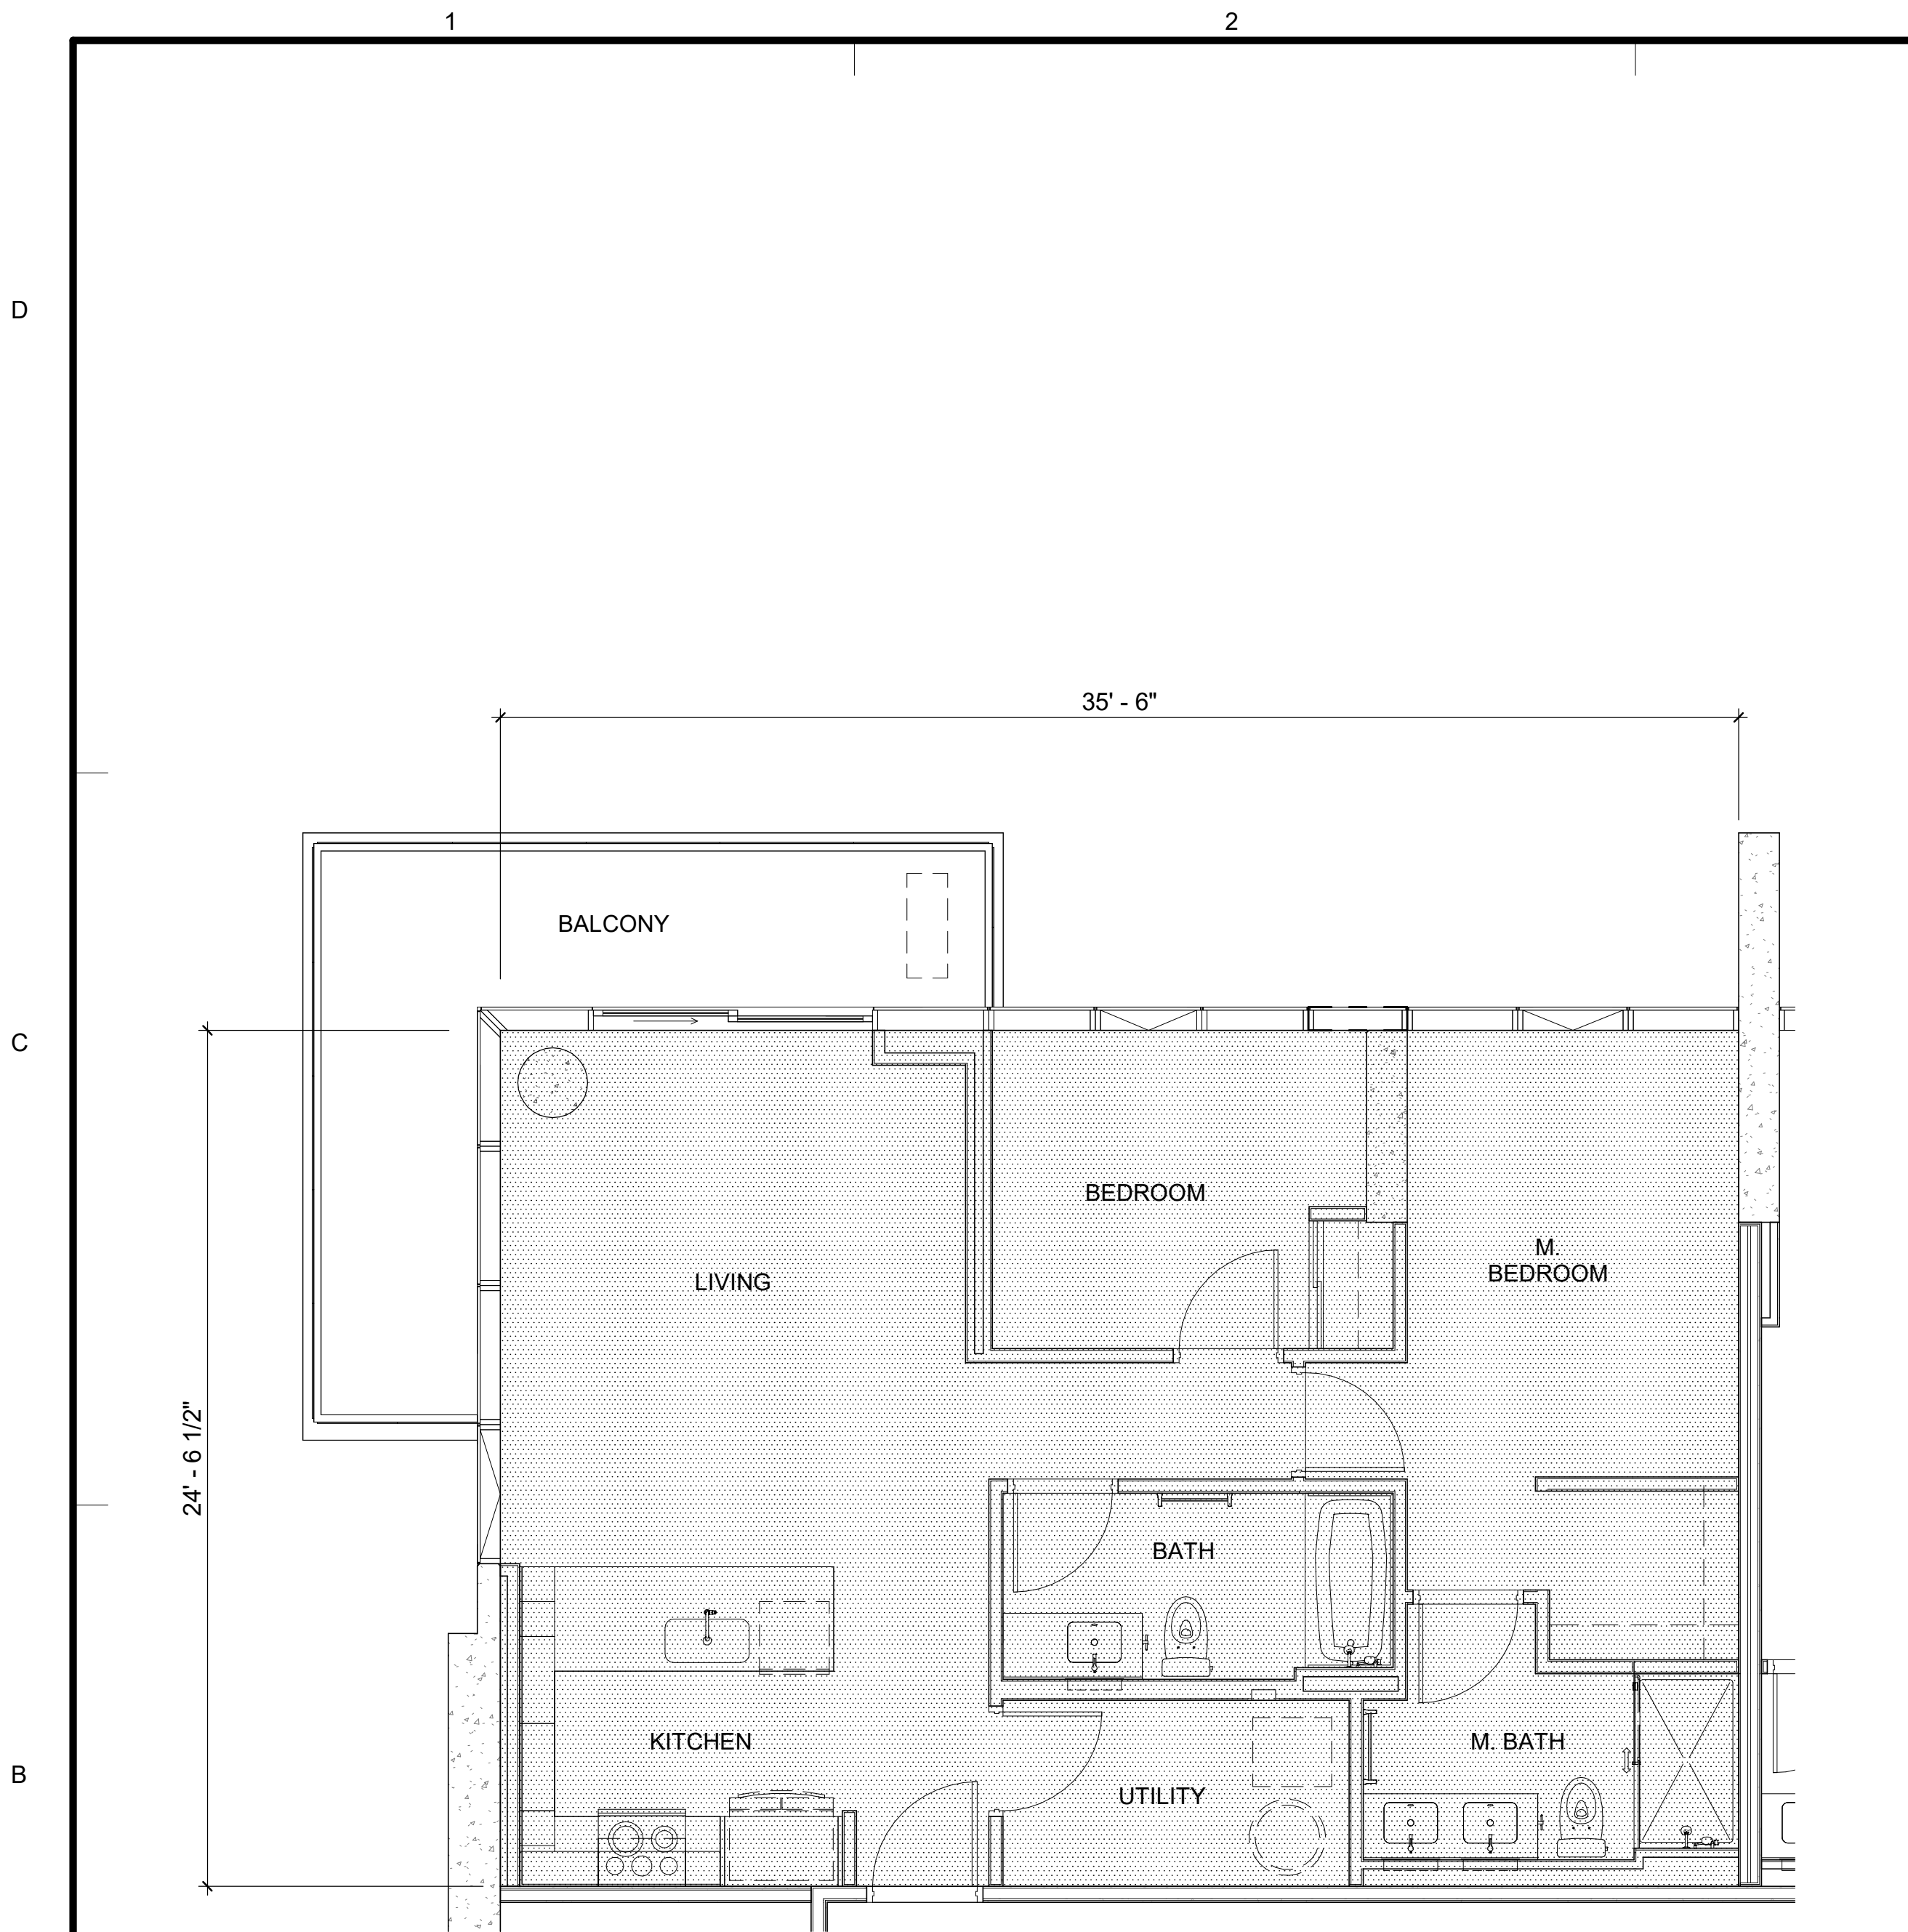 1
2
D
35' - 6"
BALCONY
C
BEDROOM
M.
BEDROOM
LIVING
24' - 6 1/2"
BATH
KITCHEN
M. BATH
B
UTILITY